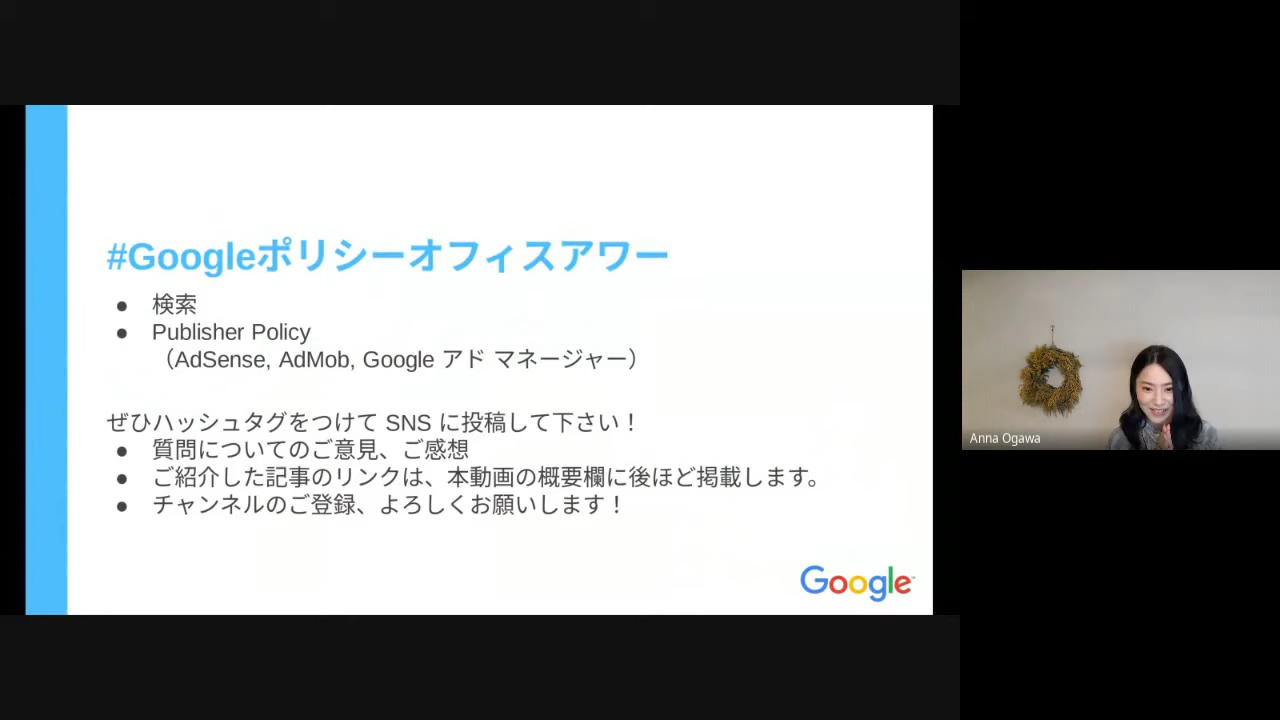 #Googleポリシーオフィスアワー
● 検索
● Publisher Policy
（AdSense, AdMob, Google アド マネージャー）
ぜひハッシュタグをつけて SNS に投稿して下さい！
● 質問についてのご意見、ご感想
● ご紹介した記事のリンクは、本動画の概要欄に後ほど掲載します。
● チャンネルのご登録、よろしくお願いします！
Google
Anna Ogawa